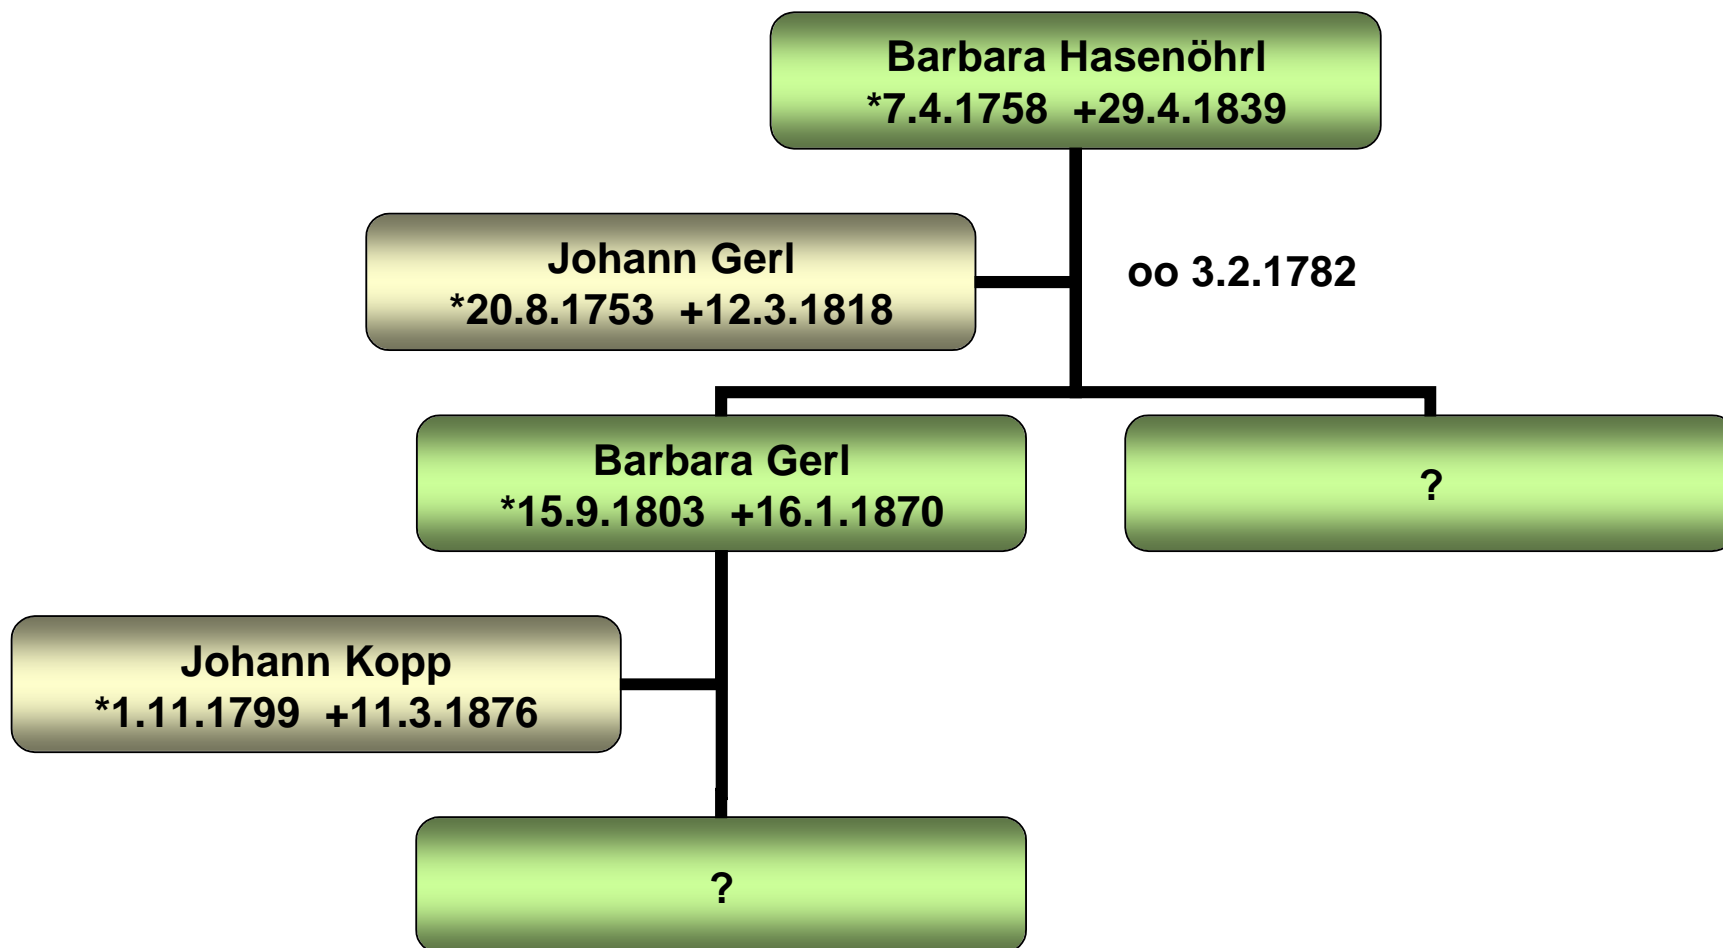 Barbara Hasenöhrl
*7.4.1758  +29.4.1839
Johann Gerl
*20.8.1753  +12.3.1818
oo 3.2.1782
Barbara Gerl
*15.9.1803  +16.1.1870
?
Johann Kopp
*1.11.1799  +11.3.1876
?